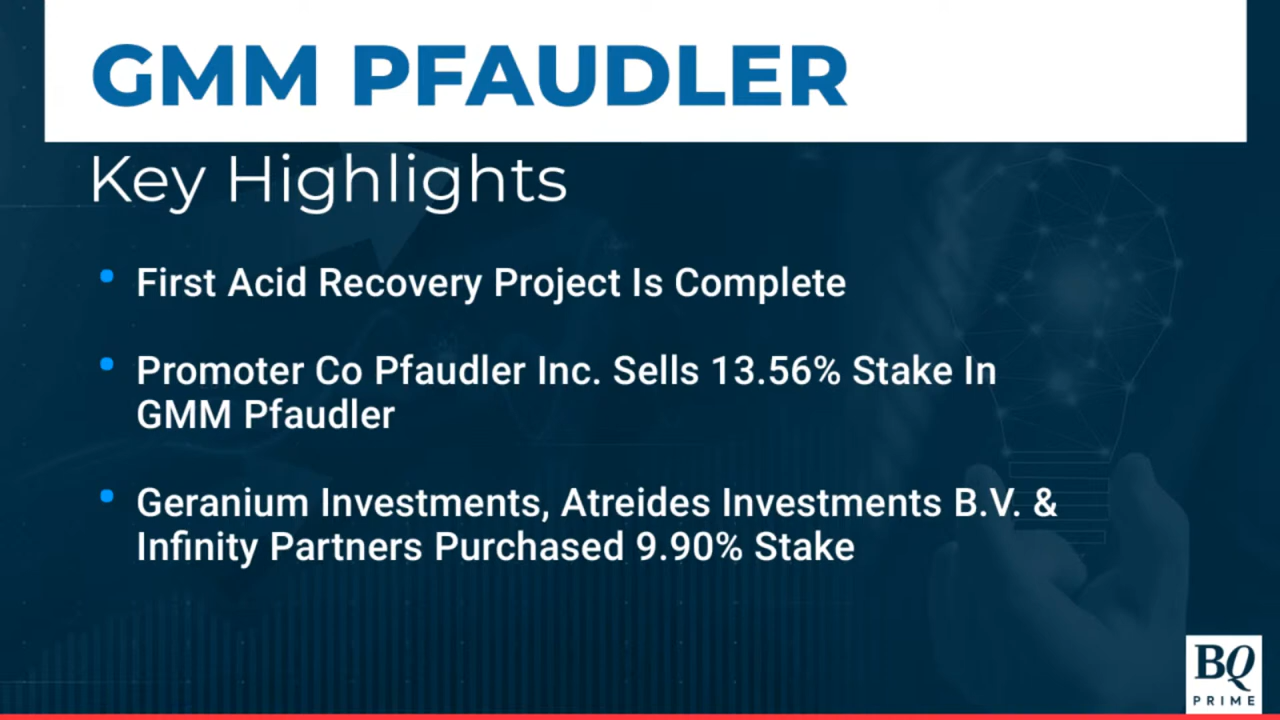 GMM PFAUDLER
Key Highlights
• First Acid Recovery Project Is Complete
• Promoter Co Pfaudler Inc. Sells 13.56% Stake In
GMM Pfaudler
• Geranium Investments, Atreides Investments B.V. &
Infinity Partners Purchased 9.90% Stake
BQ
PRIME